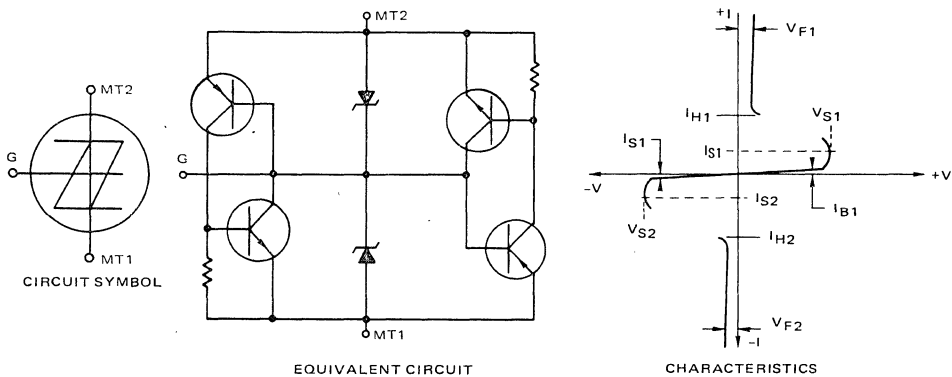 MT2
G
MT1
CIRCUIT SYMBOL
MT2
G
MT1
EQUIVALENT CIRCUIT
+I
VF1
IH1
VS1
IS1
IS1
-V
+V
IS2
IB1
VS2
IH2
VF2
-I
CHARACTERISTICS